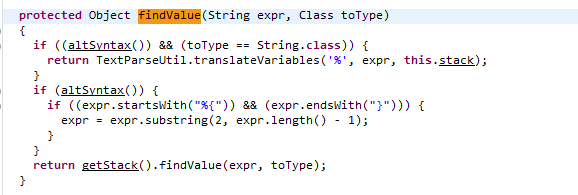 protected Object findValue(String expr, Class toType)
{
if ((altSyntax()) && (toType == String.class)) {
return TextParseUtil.translateVariables('%', expr, this.stack);
}
if (altSyntax()) {
if ((expr.startsWith("%{")) && (expr.endsWith("}"))) {
expr = expr.substring(2, expr.length() - 1);
}
}
return getStack().findValue(expr, toType);
}